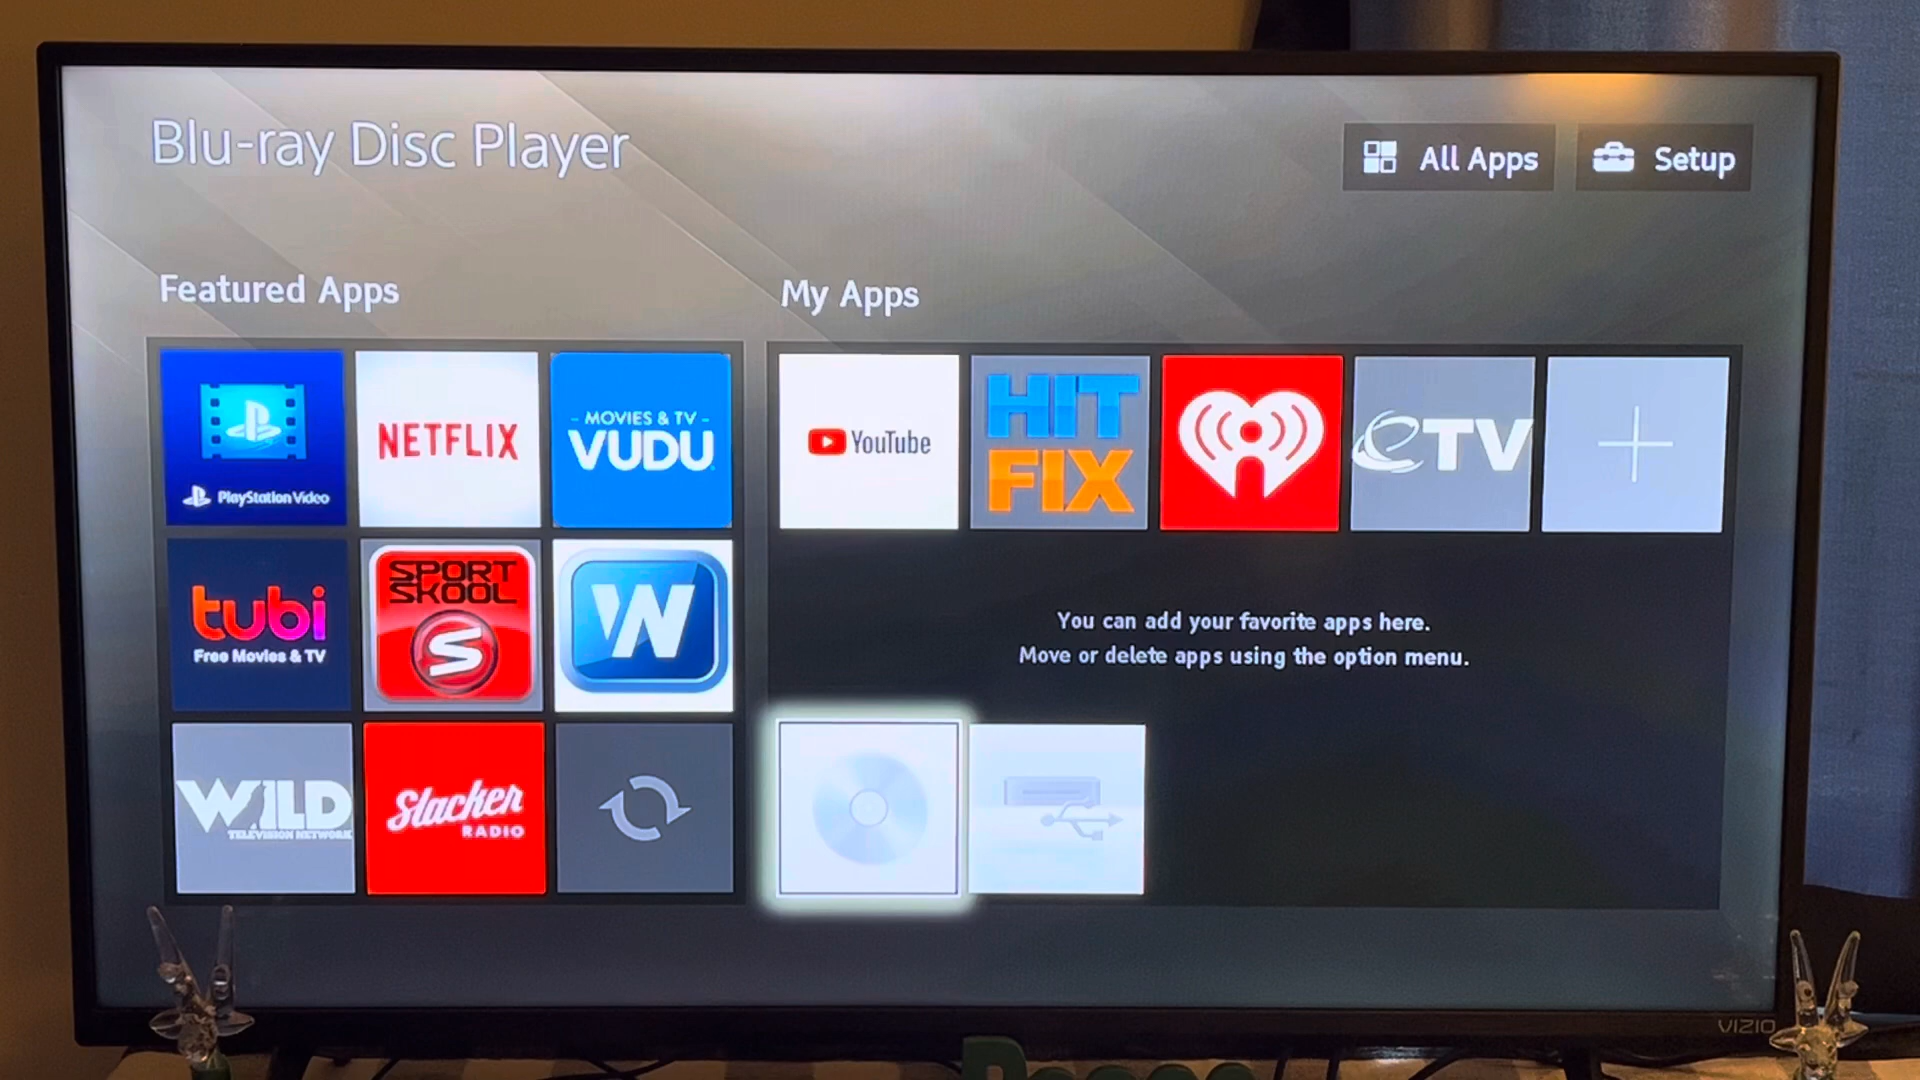 Blu-ray Disc Player
All Apps
Setup
Featured Apps
My Apps
PlayStation Video
NETFLIX
- MOVIES & TV -
VUDU
YouTube
HIT
FIX
eTV
tubi
Free Movies & TV
SPORT
SKOOL
S
W
You can add your favorite apps here.
Move or delete apps using the option menu.
WILD
TELEVISION NETWORK
Slacker
RADIO
VIZIO